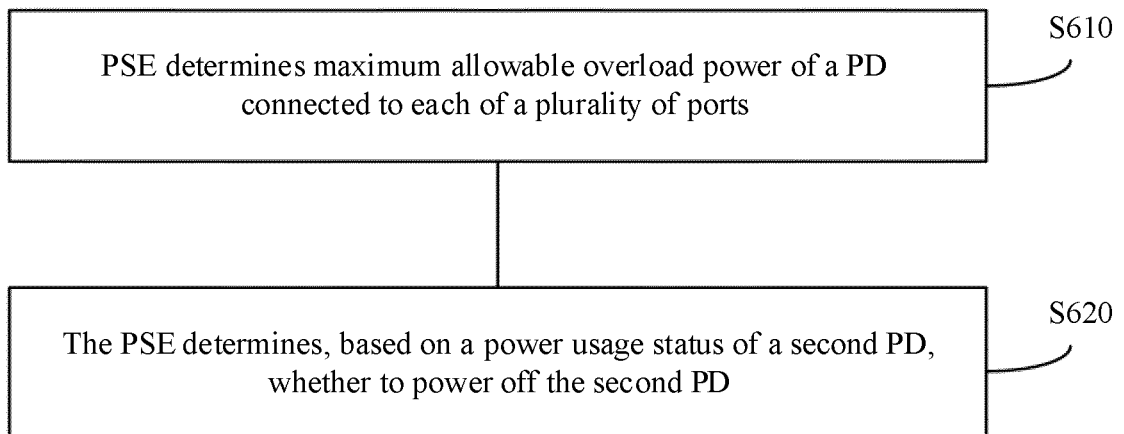 S610
PSE determines maximum allowable overload power of a PD
connected to each of a plurality of ports
S620
The PSE determines, based on a power usage status of a second PD,
whether to power off the second PD